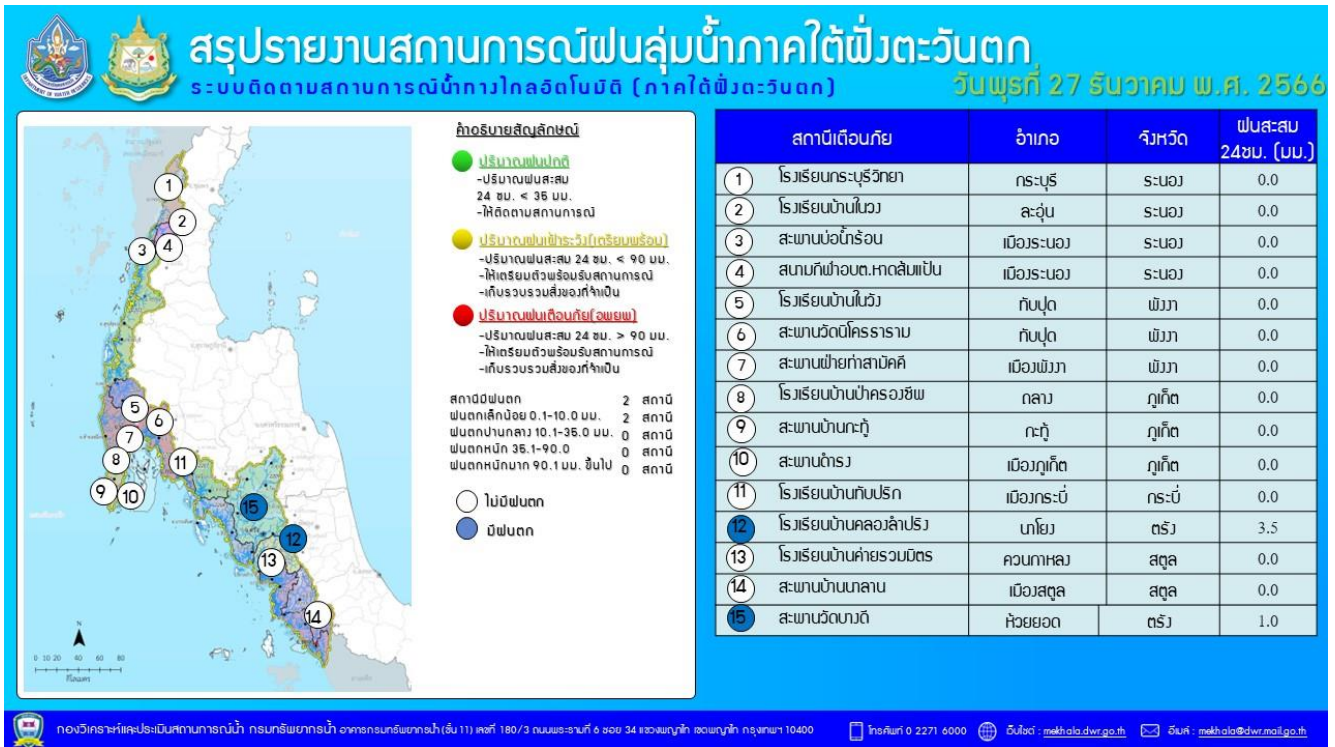 สรุปรายงานสถานการณ์ฝนลุ่มน้ำภาคใต้ฝั่งตะวันตก
ระบบติดตามสถานการณ์น้ำทางไกลอัตโนมัติ (ภาคใต้ฝั่งตะวันตก)
วันพุธที่ 27 ธันวาคม พ.ศ. 2566
คำอธิบายสัญลักษณ์
ปริมาณฝนปกติ
-ปริมาณฝนสะสม
24 ชม. < 35 มม.
-ให้ติดตามสถานการณ์
ปริมาณฝนเฝ้าระวัง(เตรียมพร้อม)
-ปริมาณฝนสะสม 24 ชม. < 90 มม.
-ให้เตรียมตัวพร้อมรับสถานการณ์
-เก็บรวบรวมสิ่งของที่จำเป็น
ปริมาณฝนเตือนภัย(อพยพ)
-ปริมาณฝนสะสม 24 ชม. > 90 มม.
-ให้เตรียมตัวพร้อมรับสถานการณ์
-เก็บรวบรวมสิ่งของที่จำเป็น
สถานีมีฝนตก 2 สถานี
ฝนตกเล็กน้อย 0.1-10.0 มม. 2 สถานี
ฝนตกปานกลาง 10.1-35.0 มม. 0 สถานี
ฝนตกหนัก 35.1-90.0 0 สถานี
ฝนตกหนักมาก 90.1 มม. ขึ้นไป 0 สถานี
ไม่มีฝนตก
มีฝนตก
1
2
3 4
5
6
7
8
11
9 10
15
12
13
14
N
0 10 20 40 60 80
กิโลเมตร
สถานีเตือนภัย อำเภอ จังหวัด ฝนสะสม 24ชม. (มม.)
1 โรงเรียนกระบุรีวิทยา กระบุรี ระนอง 0.0
2 โรงเรียนบ้านในวง ละอุ่น ระนอง 0.0
3 สะพานบ่อน้ำร้อน เมืองระนอง ระนอง 0.0
4 สนามกีฬาอบต.หาดส้มแป้น เมืองระนอง ระนอง 0.0
5 โรงเรียนบ้านในวัง ทับปุด พังงา 0.0
6 สะพานวัดนิโครธาราม ทับปุด พังงา 0.0
7 สะพานฝ่ายท่าสามัคคี เมืองพังงา พังงา 0.0
8 โรงเรียนบ้านป่าครองชีพ ถลาง ภูเก็ต 0.0
9 สะพานบ้านกะทู้ กะทู้ ภูเก็ต 0.0
10 สะพานดำรง เมืองภูเก็ต ภูเก็ต 0.0
11 โรงเรียนบ้านทับปริก เมืองกระบี่ กระบี่ 0.0
12 โรงเรียนบ้านคลองลำปริง นาโยง ตรัง 3.5
13 โรงเรียนบ้านค่ายรวมมิตร ควนกาหลง สตูล 0.0
14 สะพานบ้านนาลาน เมืองสตูล สตูล 0.0
15 สะพานวัดบางดี ห้วยยอด ตรัง 1.0
กองวิเคราะห์และประเมินสถานการณ์น้ำ กรมทรัพยากรน้ำ อาคารกรมทรัพยากรน้ำ (ชั้น 11) เลขที่ 180/3 ถนนพระรามที่ 6 ซอย 34 แขวงพญาไท เขตพญาไท กรุงเทพฯ 10400 โทรศัพท์ 0 2271 6000 เว็บไซต์ : mekhala.dwr.go.th อีเมล์ : mekhala@dwr.mail.go.th